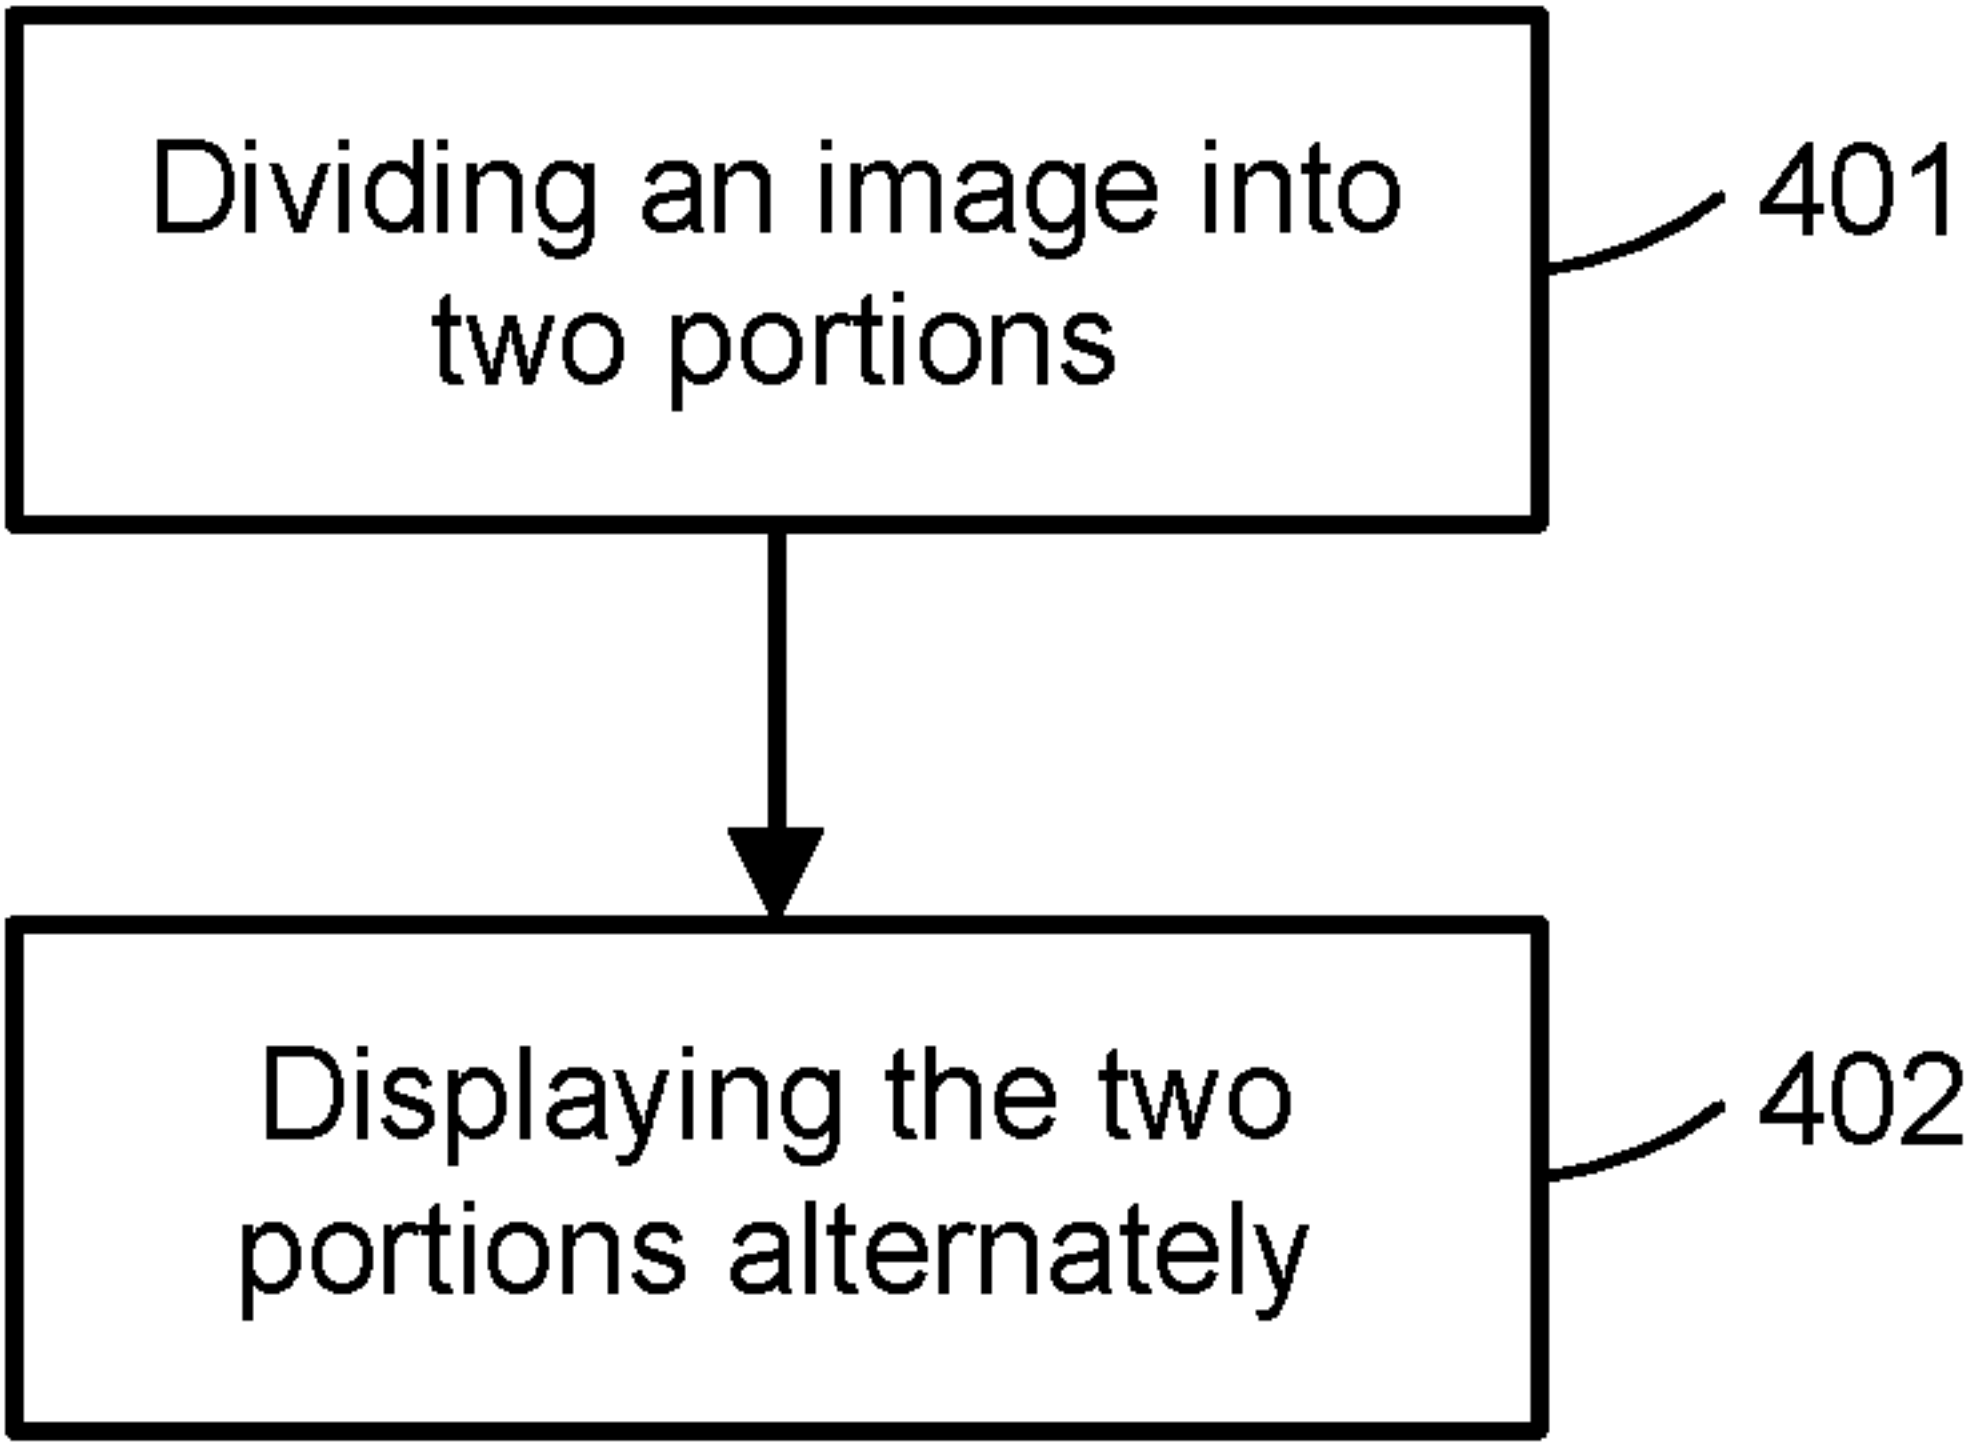 Dividing an image into
two portions
401
Displaying the two
portions alternately
402